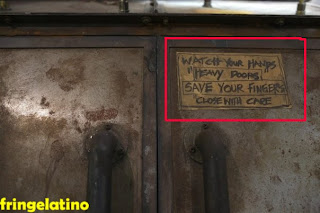 WATCH YOUR HANDS
"HEAVY DOORS"
SAVE YOUR FINGERS
"CLOSE WITH CARE
fringelatino